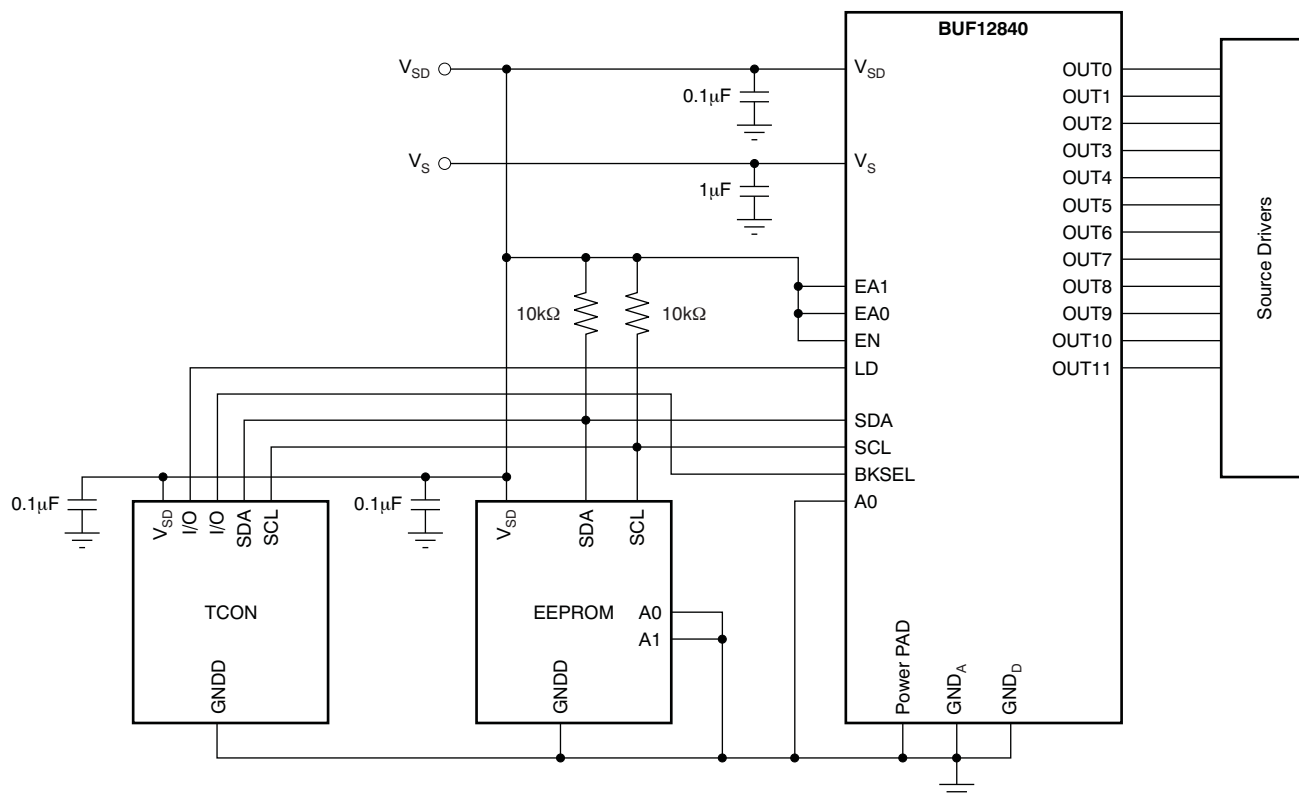 BUF12840
V_SD
V_SD
0.1μF
V_S
V_S
1μF
OUT0
OUT1
OUT2
OUT3
OUT4
OUT5
OUT6
OUT7
OUT8
OUT9
OUT10
OUT11
Source Drivers
10kΩ
10kΩ
EA1
EA0
EN
LD
SDA
SCL
BKSEL
A0
0.1μF
V_SD
I/O
I/O
SDA
SCL
TCON
GNDD
0.1μF
V_SD
SDA
SCL
EEPROM
A0
A1
GNDD
Power PAD
GND_A
GND_D